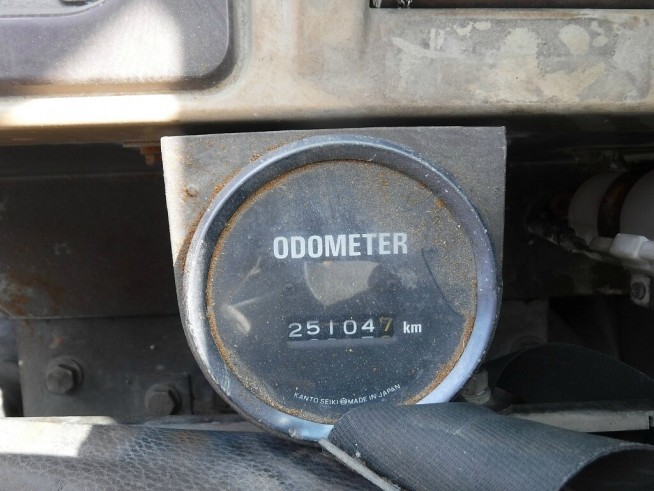 ODOMETER
251047 km
KANTO SEIKI MADE IN JAPAN